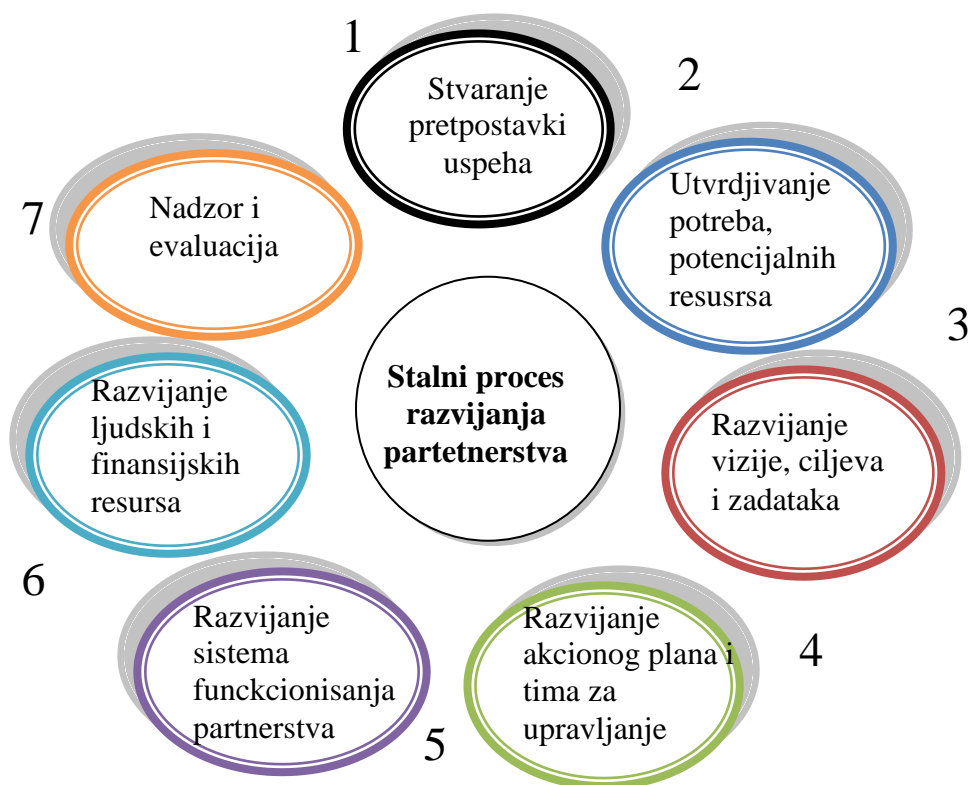 1
Stvaranje
pretpostavki
uspeha
2
Utvrdjivanje
potreba,
potencijalnih
resusrsa
3
Razvijanje
vizije, ciljeva
i zadataka
4
Razvijanje
akcionog plana i
tima za
upravljanje
5
Razvijanje
sistema
funckcionisanja
partnerstva
6
Razvijanje
ljudskih i
finansijskih
resursa
7
Nadzor i
evaluacija
Stalni proces
razvijanja
partetnerstva